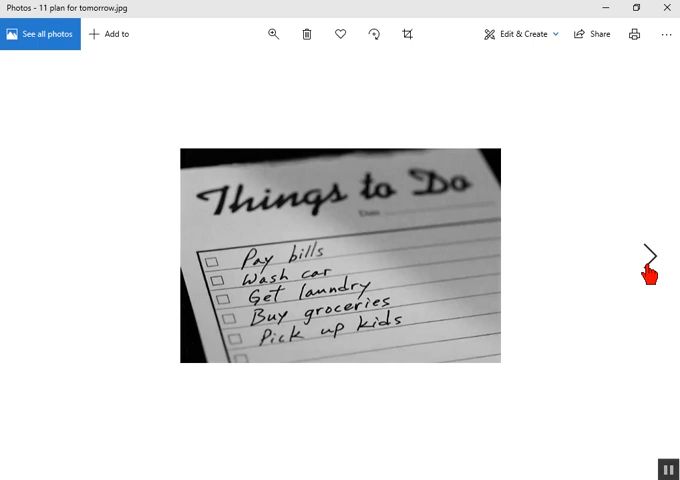 Photos - 11 plan for tomorrow.jpg
See all photos
Add to
Edit & Create
Share
Things to Do
Date
Pay bills
Wash car
Get laundry
Buy groceries
Pick up kids